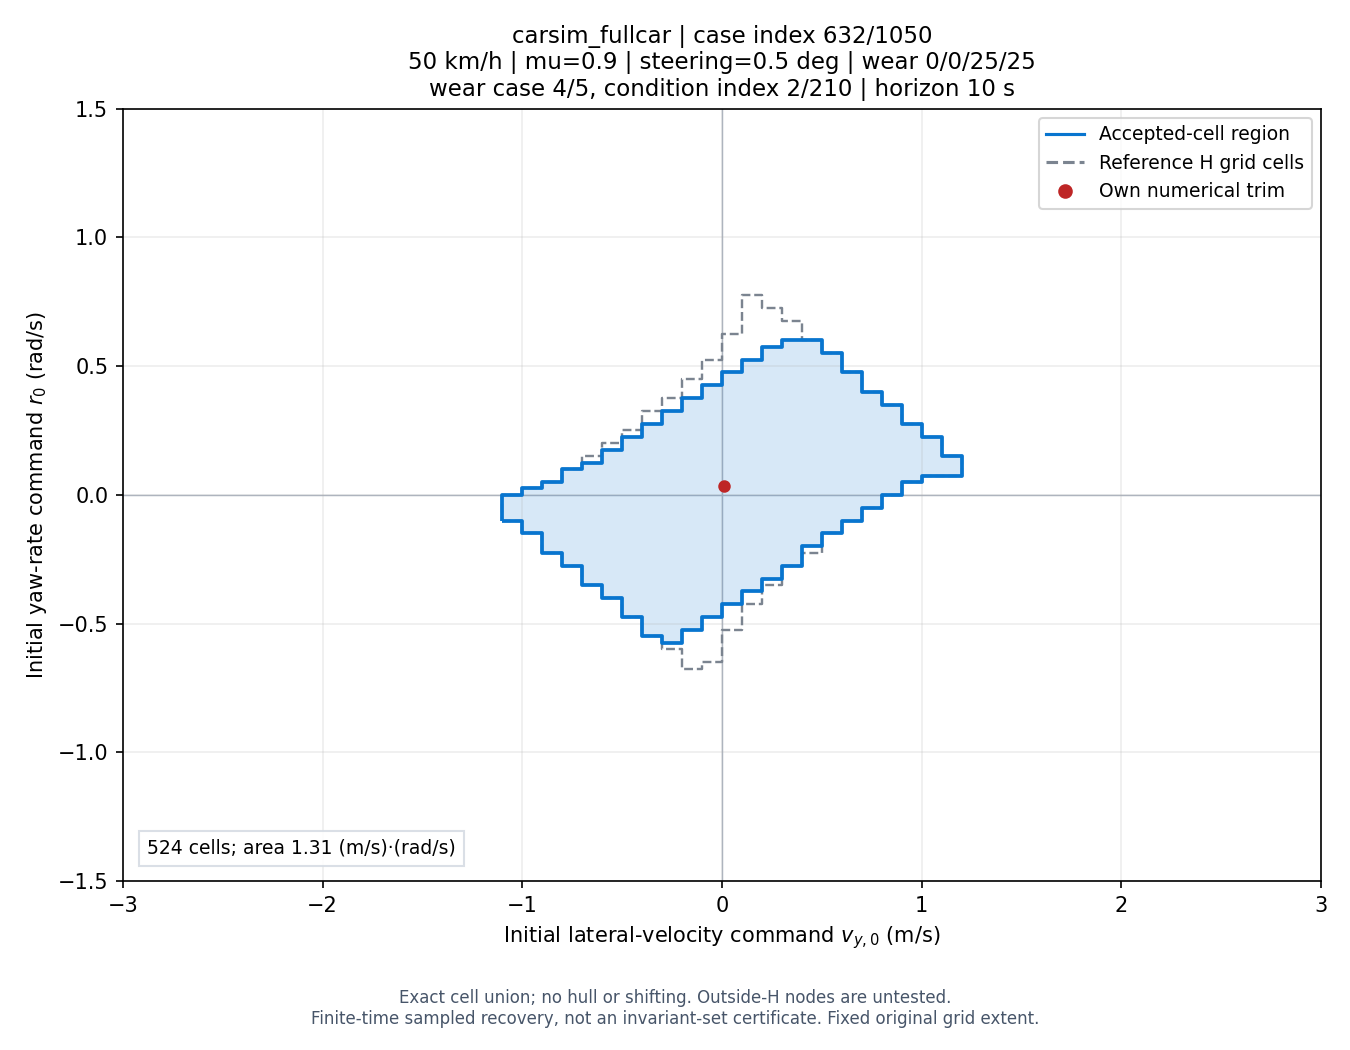 carsim_fullcar | case index 632/1050
50 km/h | mu=0.9 | steering=0.5 deg | wear 0/0/25/25
wear case 4/5, condition index 2/210 | horizon 10 s
Accepted-cell region
Reference H grid cells
Own numerical trim
1.5
1.0
0.5
0.0
−0.5
−1.0
−1.5
Initial yaw-rate command r₀ (rad/s)
524 cells; area 1.31 (m/s)·(rad/s)
−3
−2
−1
0
1
2
3
Initial lateral-velocity command v_{y,0} (m/s)
Exact cell union; no hull or shifting. Outside-H nodes are untested.
Finite-time sampled recovery, not an invariant-set certificate. Fixed original grid extent.